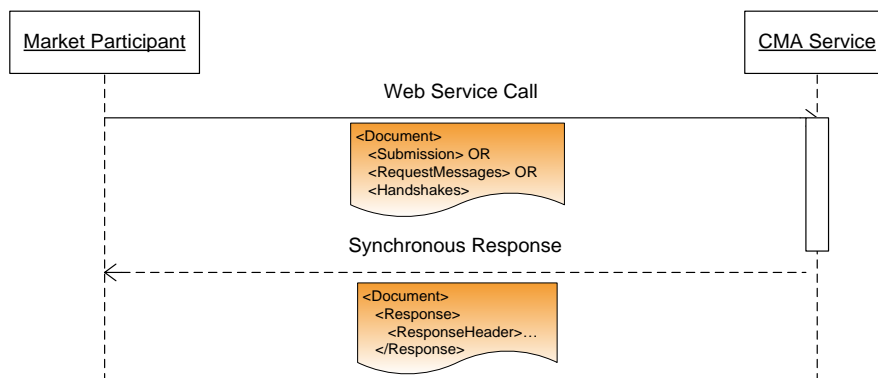 Market Participant
CMA Service
Web Service Call
<Document>
<Submission> OR
<RequestMessages> OR
<Handshakes>
Synchronous Response
<Document>
<Response>
<ResponseHeader>…
</Response>